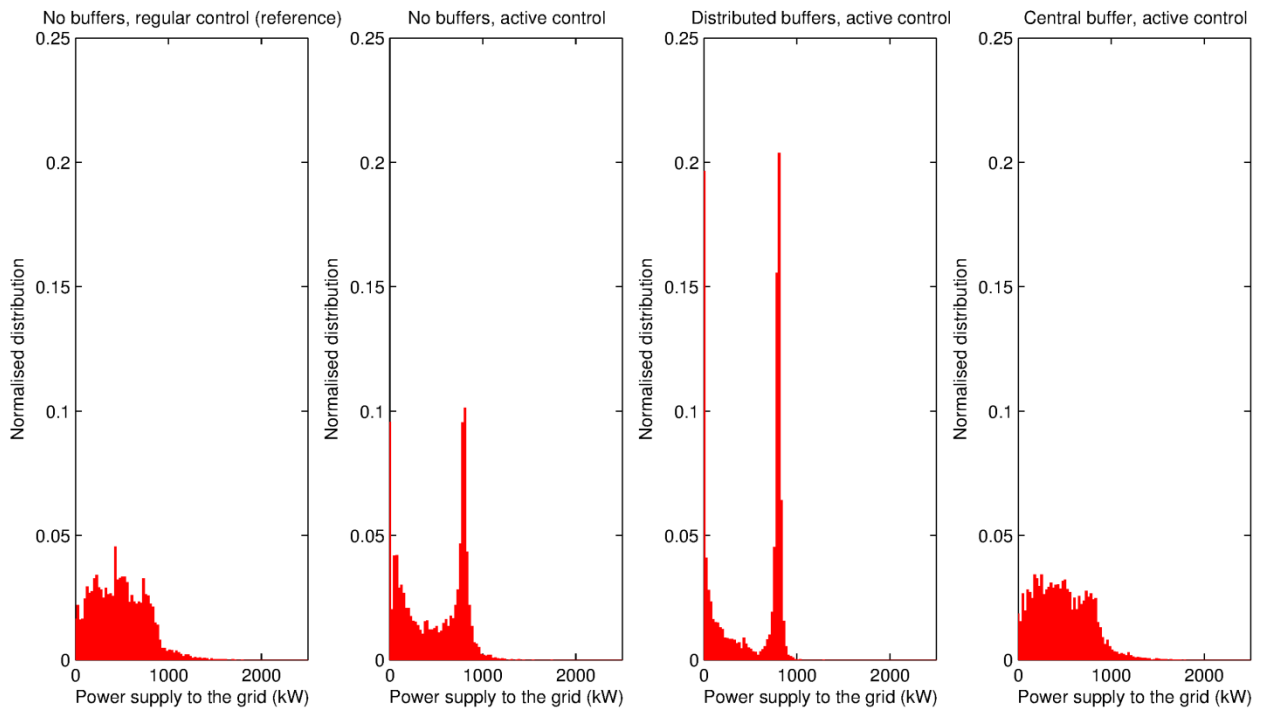 No buffers, regular control (reference)
0.25
0.2
0.15
0.1
0.05
0
0 1000 2000
Normalised distribution
Power supply to the grid (kW)
No buffers, active control
0.25
0.2
0.15
0.1
0.05
0
0 1000 2000
Normalised distribution
Power supply to the grid (kW)
Distributed buffers, active control
0.25
0.2
0.15
0.1
0.05
0
0 1000 2000
Normalised distribution
Power supply to the grid (kW)
Central buffer, active control
0.25
0.2
0.15
0.1
0.05
0
0 1000 2000
Normalised distribution
Power supply to the grid (kW)